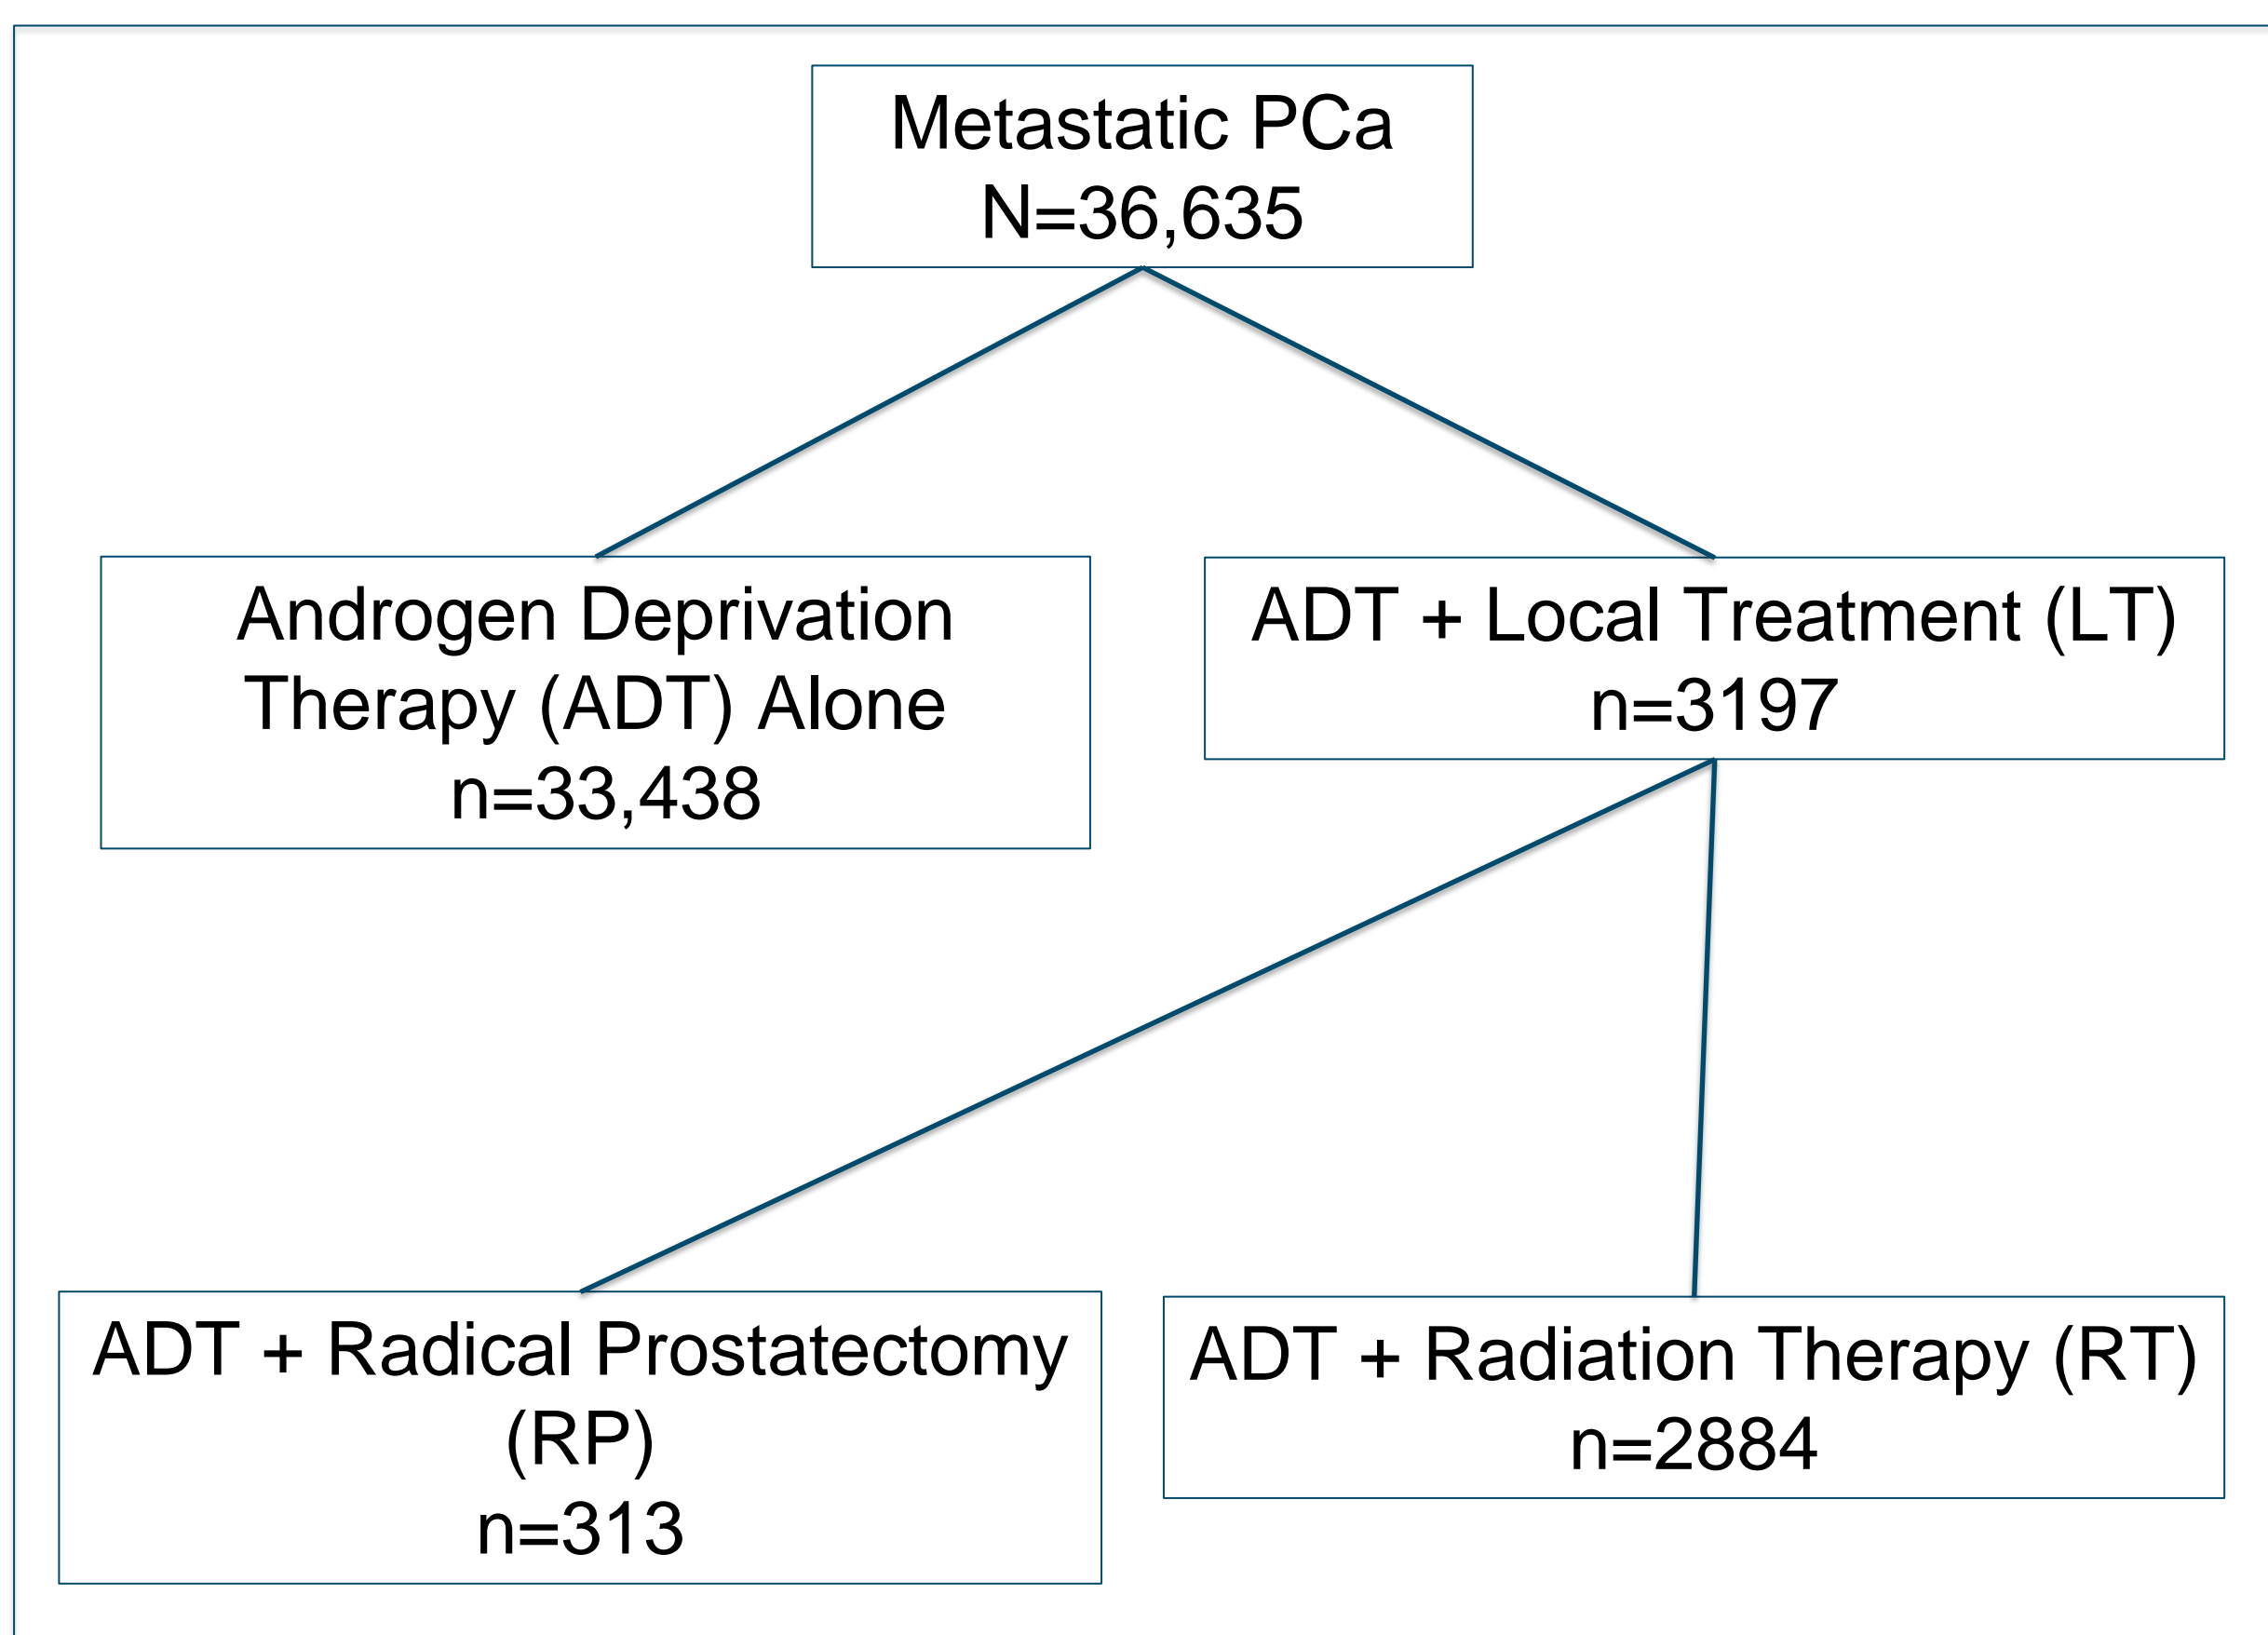 Metastatic PCa
N=36,635
Androgen Deprivation
Therapy (ADT) Alone
n=33,438
ADT + Local Treatment (LT)
n=3197
ADT + Radical Prostatectomy
(RP)
n=313
ADT + Radiation Therapy (RT)
n=2884